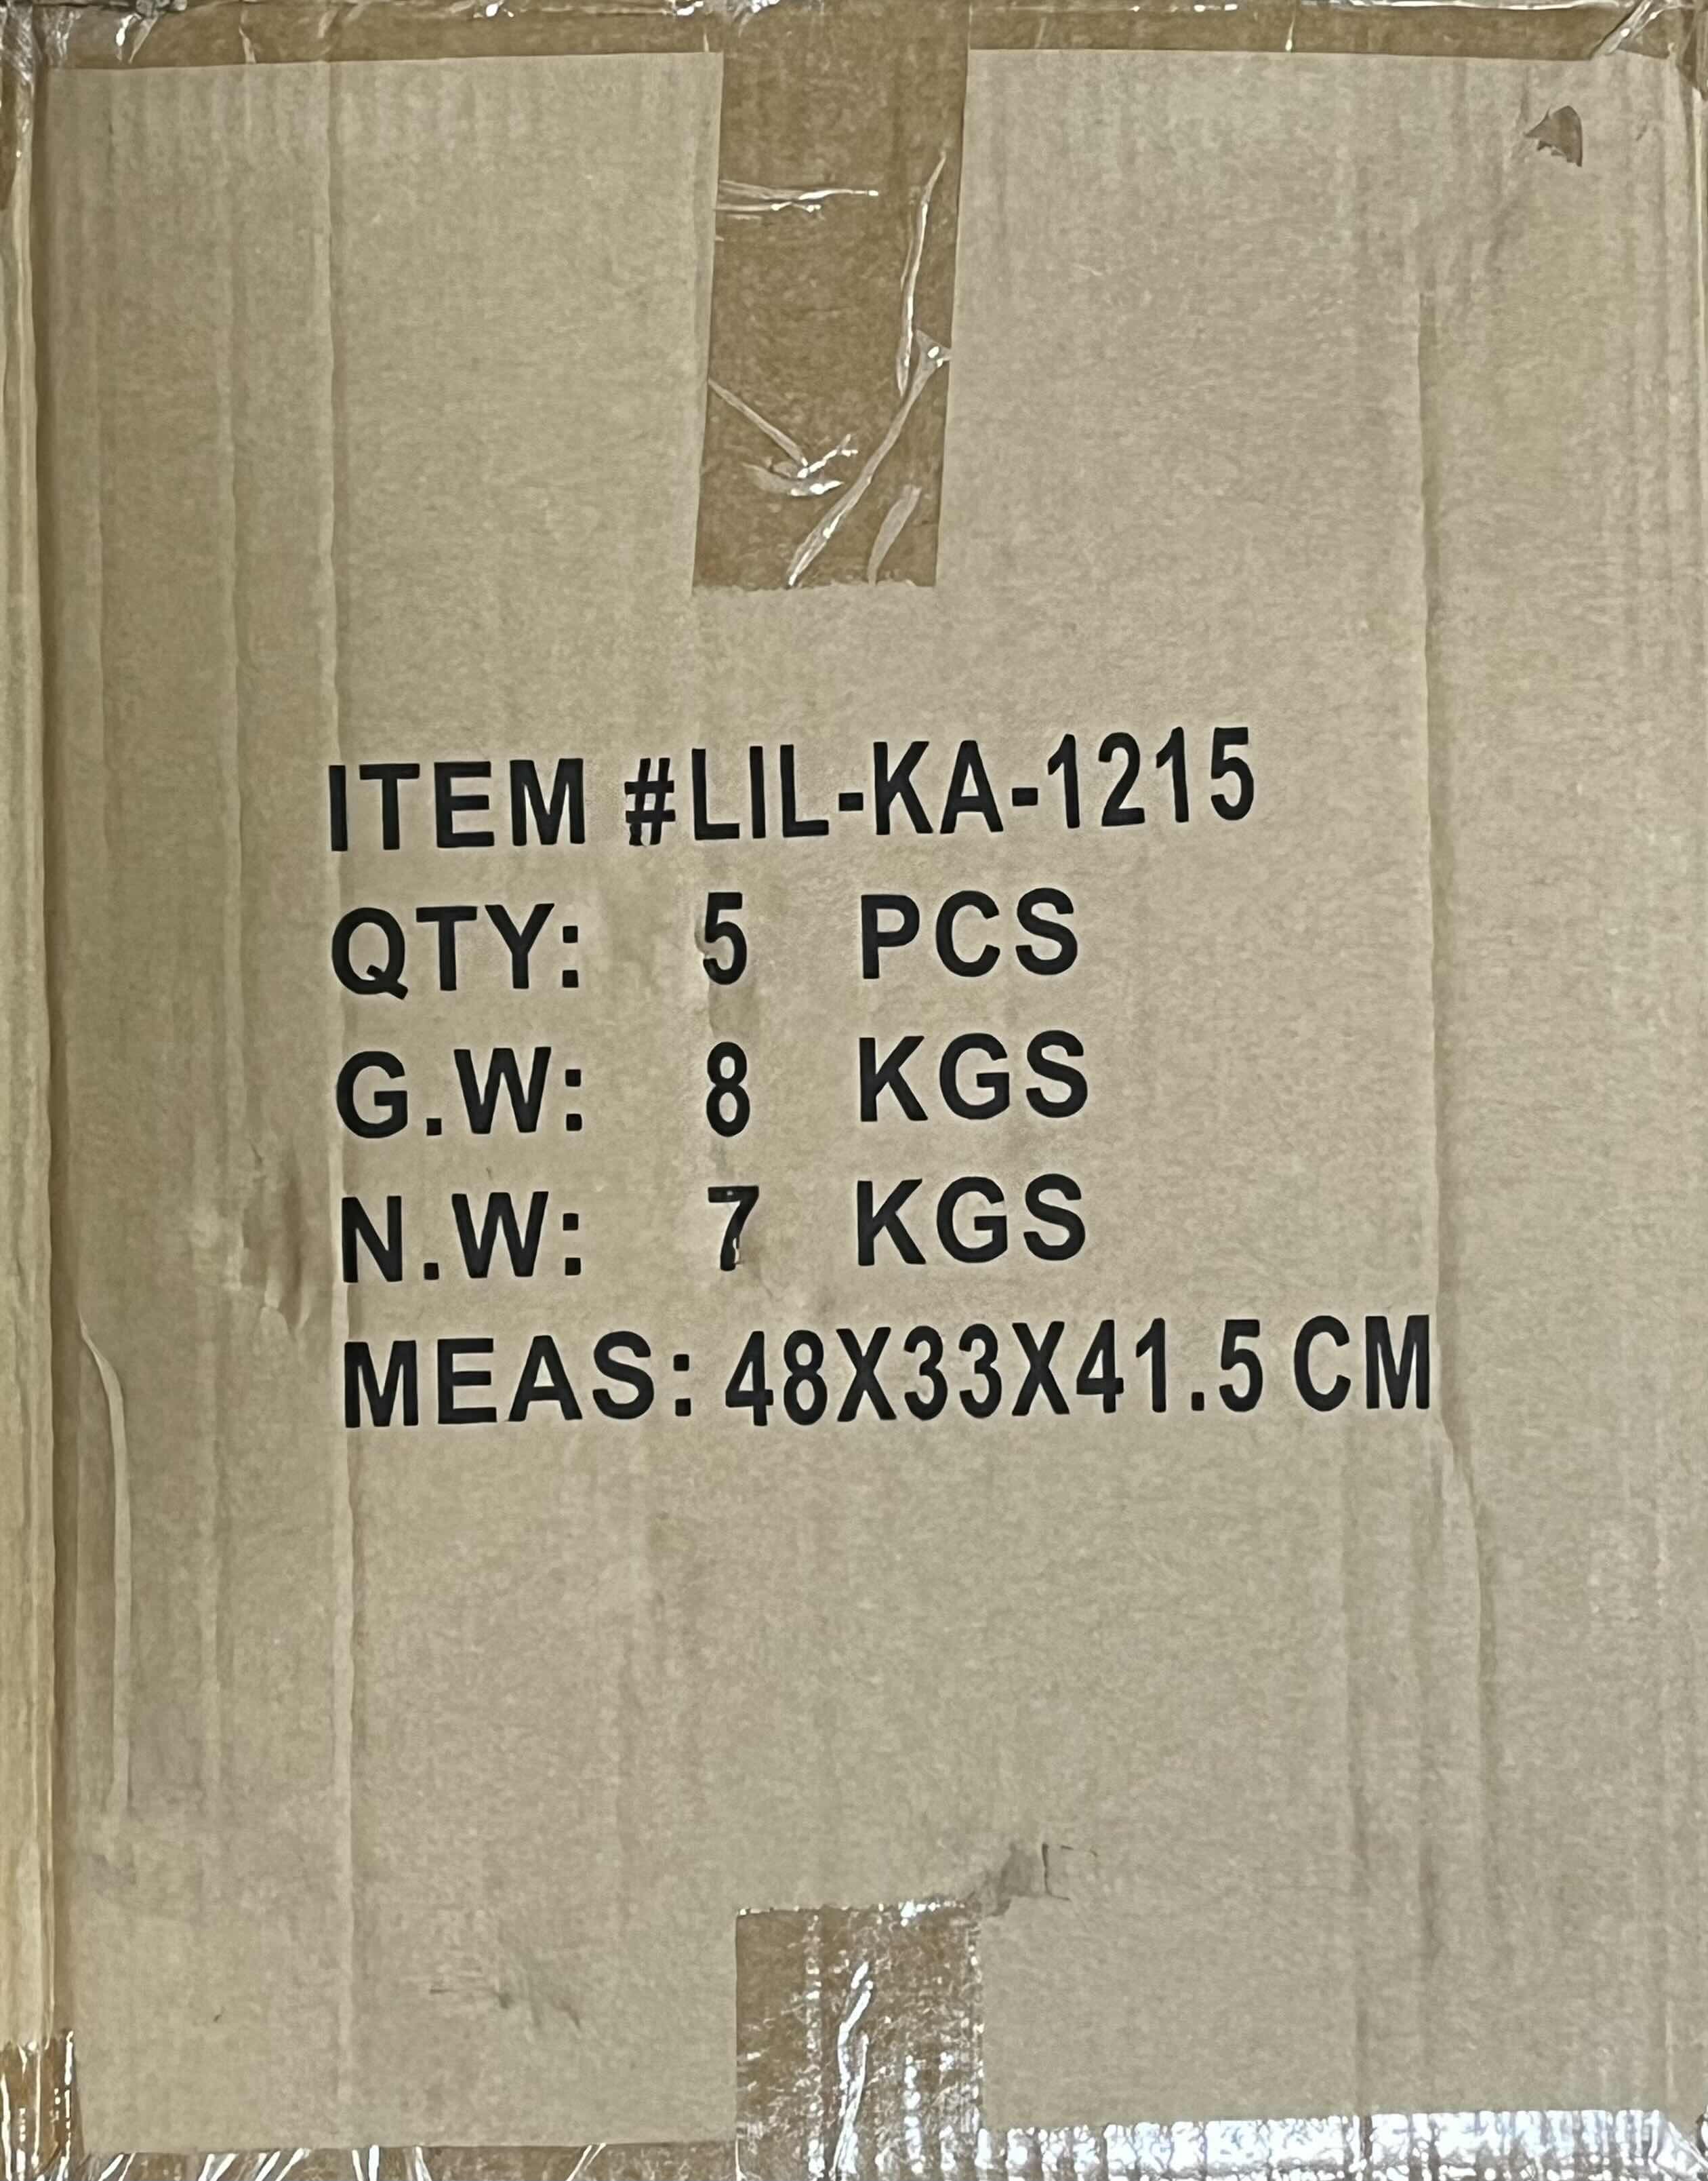 ITEM #LIL-KA-1215
QTY: 5 PCS
G.W: 8 KGS
N.W: 7 KGS
MEAS: 48X33X41.5 CM